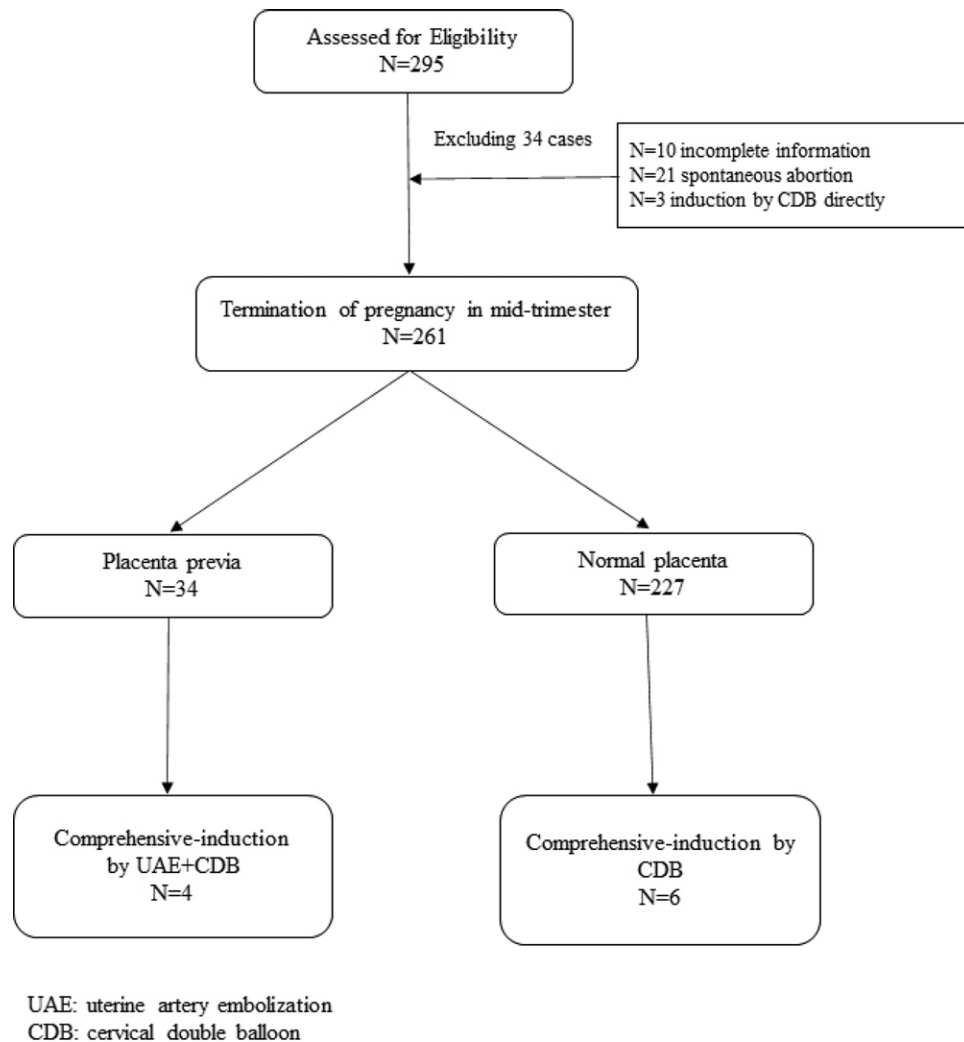 Assessed for Eligibility
N=295
Excluding 34 cases
N=10 incomplete information
N=21 spontaneous abortion
N=3 induction by CDB directly
Termination of pregnancy in mid-trimester
N=261
Placenta previa
N=34
Normal placenta
N=227
Comprehensive-induction
by UAE+CDB
N=4
Comprehensive-induction by
CDB
N=6
UAE: uterine artery embolization
CDB: cervical double balloon